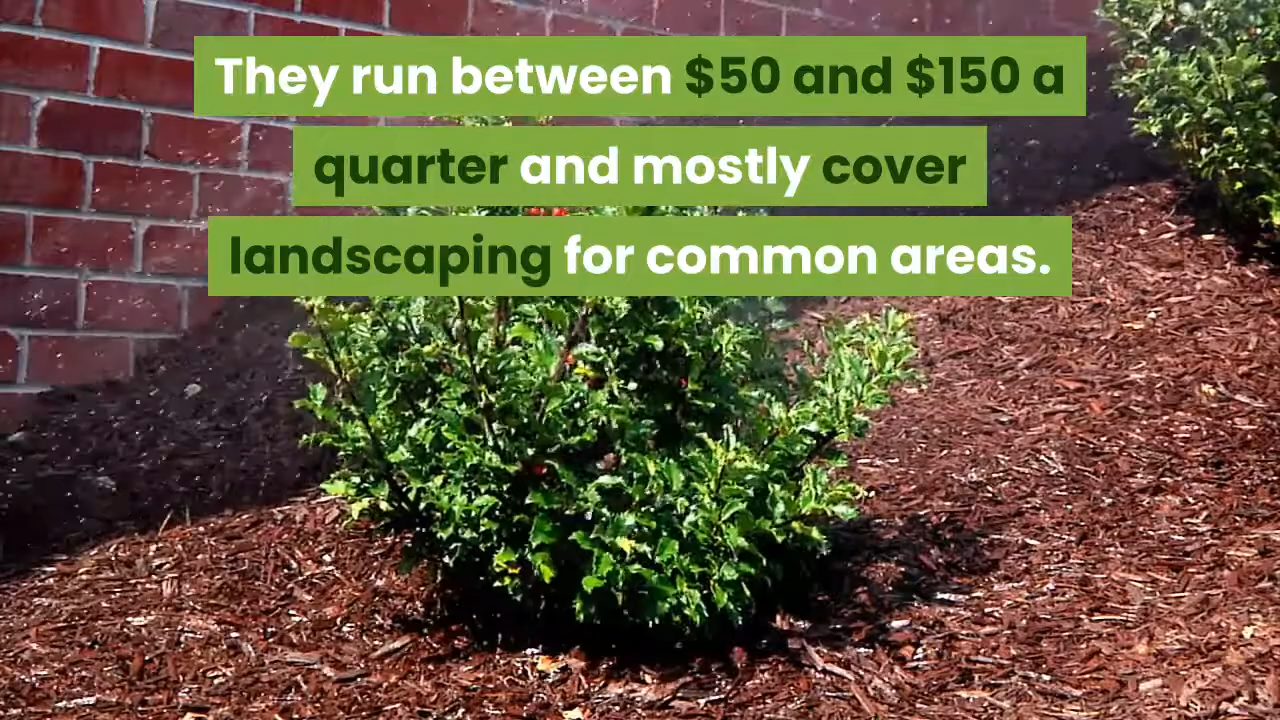 They run between $50 and $150 a
quarter and mostly cover
landscaping for common areas.